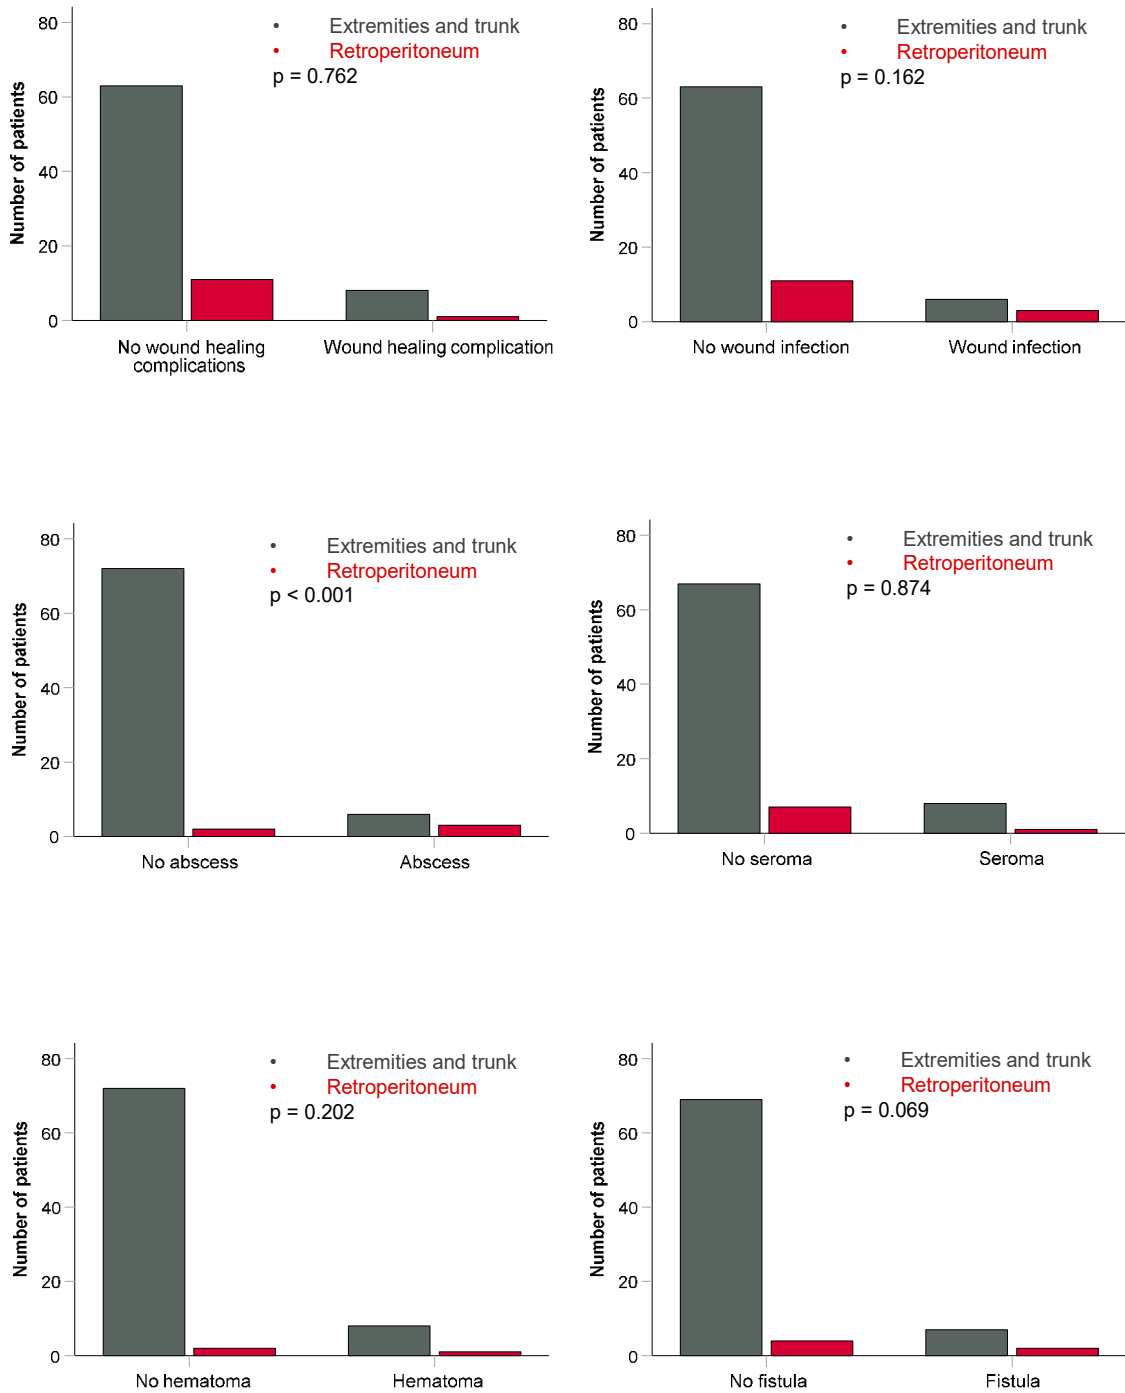 80
60
40
20
0
Number of patients
• Extremities and trunk
• Retroperitoneum
p = 0.762
No wound healing
complications
Wound healing complication
80
60
40
20
0
Number of patients
• Extremities and trunk
• Retroperitoneum
p = 0.162
No wound infection
Wound infection
80
60
40
20
0
Number of patients
• Extremities and trunk
• Retroperitoneum
p < 0.001
No abscess
Abscess
80
60
40
20
0
Number of patients
• Extremities and trunk
• Retroperitoneum
p = 0.874
No seroma
Seroma
80
60
40
20
0
Number of patients
• Extremities and trunk
• Retroperitoneum
p = 0.202
No hematoma
Hematoma
80
60
40
20
0
Number of patients
• Extremities and trunk
• Retroperitoneum
p = 0.069
No fistula
Fistula